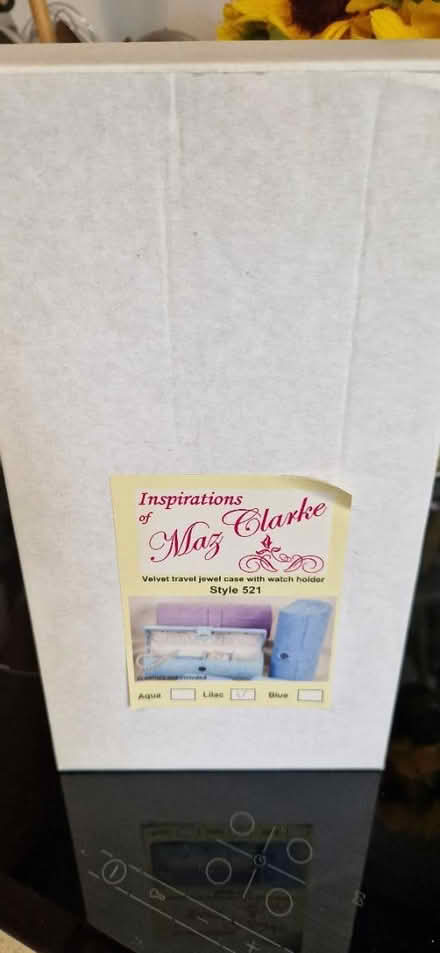 Inspirations
of
Maz Clarke
Velvet travel jewel case with watch holder
Style 521
Aqua Lilac Blue